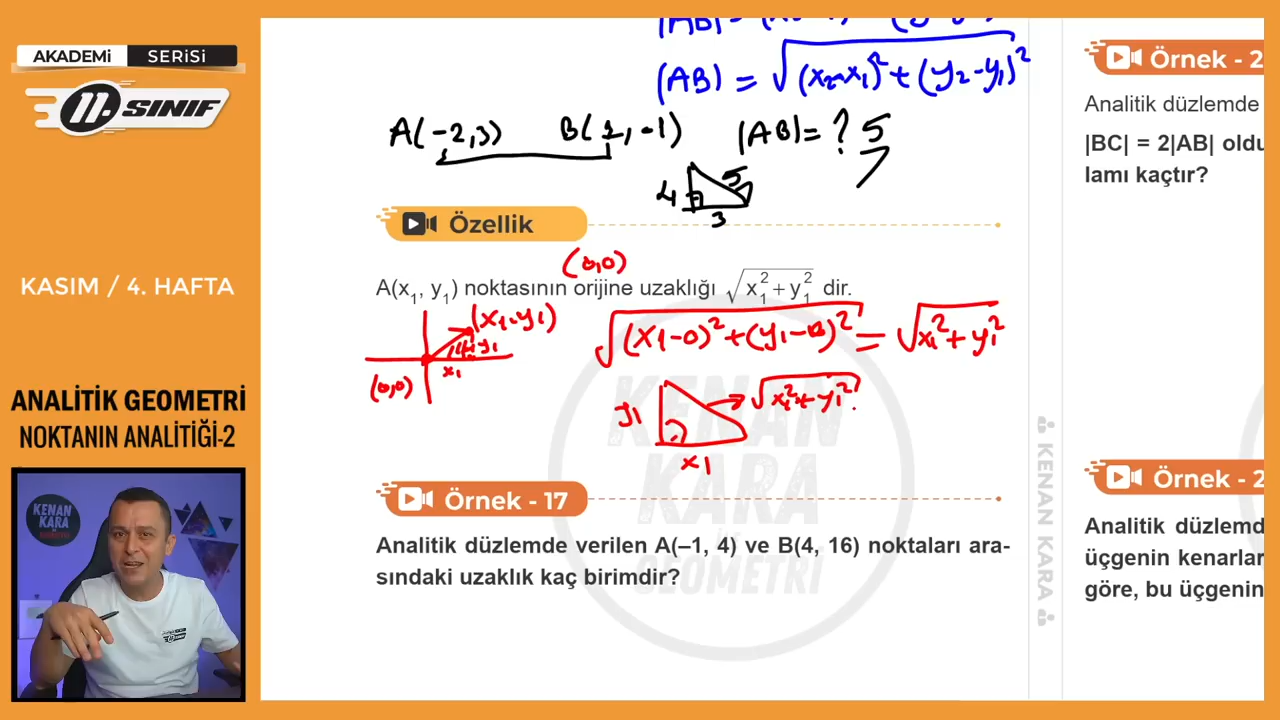 AKADEMİ SERİSİ
11. SINIF
KASIM / 4. HAFTA
ANALİTİK GEOMETRİ
NOKTANIN ANALİTİĞİ-2
KENAN
KARA
(AB) = √(x₂-x₁)² + (y₂-y₁)²
A(-2,3) B(1,-1) |AB| = ? 5
4 5
3
Özellik
(0,0)
A(x₁, y₁) noktasının orijine uzaklığı √x₁² + y₁² dir.
(x₁,y₁)
y₁
x₁
(0,0)
√(x₁-0)² + (y₁-0)² = √x₁² + y₁²
y₁ √x₁² + y₁²
x₁
Örnek - 17
Analitik düzlemde verilen A(–1, 4) ve B(4, 16) noktaları ara-
sındaki uzaklık kaç birimdir?
KENAN
KARA
GEOMETRİ
KENAN KARA
Örnek - 2
Analitik düzlemde
|BC| = 2|AB| oldu
lamı kaçtır?
Örnek - 2
Analitik düzlemd
üçgenin kenarlar
göre, bu üçgenin